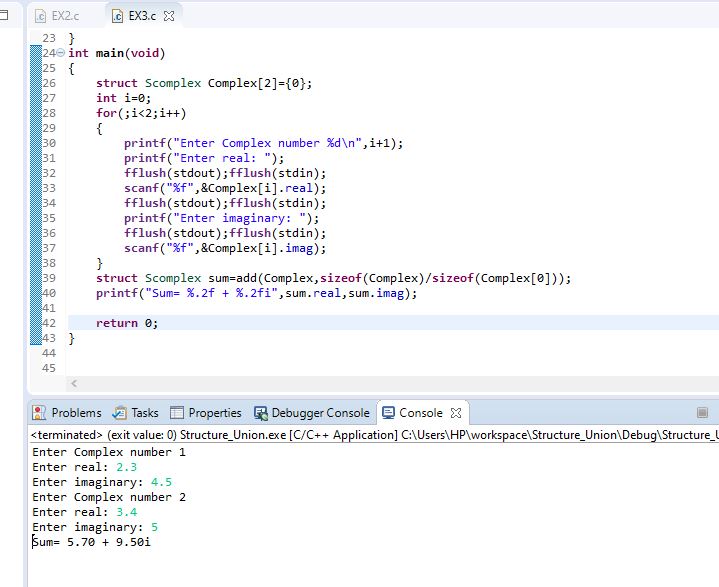 EX2.c EX3.c
23 }
24 int main(void)
25 {
26 struct Scomplex Complex[2]={0};
27 int i=0;
28 for(;i<2;i++)
29 {
30 printf("Enter Complex number %d\n",i+1);
31 printf("Enter real: ");
32 fflush(stdout);fflush(stdin);
33 scanf("%f",&Complex[i].real);
34 fflush(stdout);fflush(stdin);
35 printf("Enter imaginary: ");
36 fflush(stdout);fflush(stdin);
37 scanf("%f",&Complex[i].imag);
38 }
39 struct Scomplex sum=add(Complex,sizeof(Complex)/sizeof(Complex[0]));
40 printf("Sum= %.2f + %.2fi",sum.real,sum.imag);
41
42 return 0;
43 }
44
45
Problems Tasks Properties Debugger Console Console
<terminated> (exit value: 0) Structure_Union.exe [C/C++ Application] C:\Users\HP\workspace\Structure_Union\Debug\Structure_U
Enter Complex number 1
Enter real: 2.3
Enter imaginary: 4.5
Enter Complex number 2
Enter real: 3.4
Enter imaginary: 5
Sum= 5.70 + 9.50i